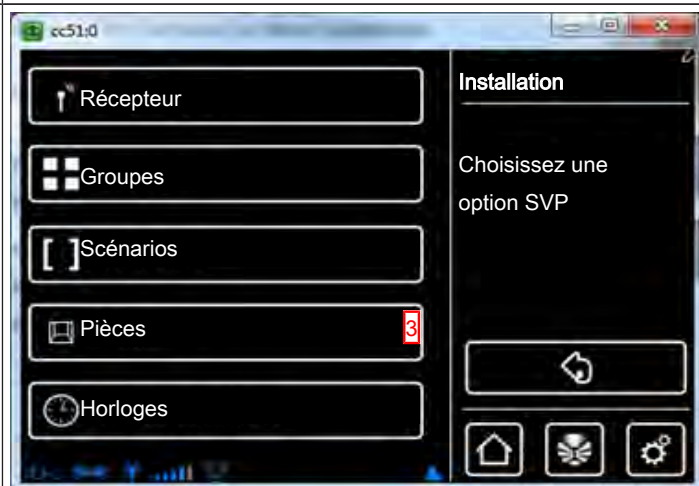 cc51:0
Récepteur
Groupes
Scénarios
Pièces 3
Horloges
Installation
Choisissez une
option SVP